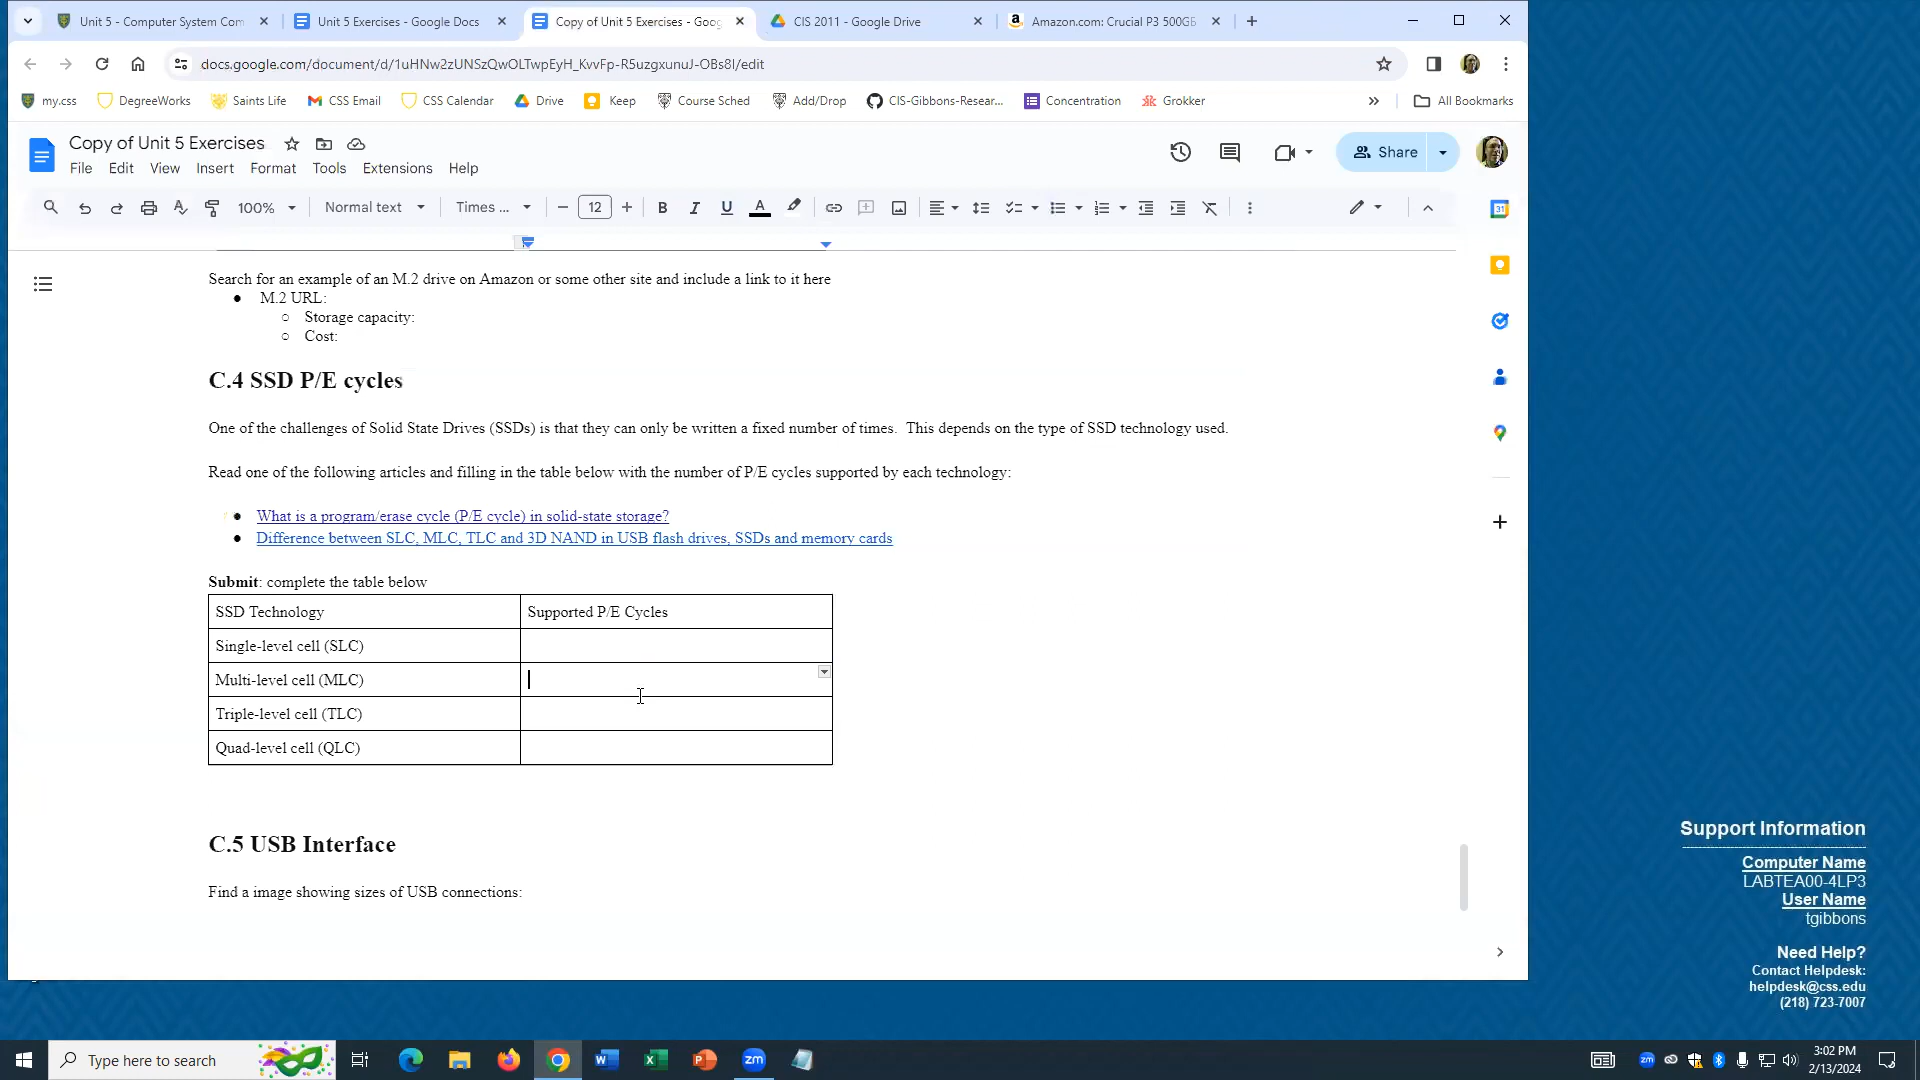 Unit 5 - Computer System Com
Unit 5 Exercises - Google Docs
Copy of Unit 5 Exercises - Goog
CIS 2011 - Google Drive
Amazon.com: Crucial P3 500GB
docs.google.com/document/d/1uHNw2zUNSzQwOLTwpEyH_KvvFp-R5uzgxunuJ-OBs8I/edit
my.css DegreeWorks Saints Life CSS Email CSS Calendar Drive Keep Course Sched Add/Drop CIS-Gibbons-Resear... Concentration Grokker » All Bookmarks
Copy of Unit 5 Exercises
File Edit View Insert Format Tools Extensions Help
Share
100% Normal text Times ... 12 B I U A
31
Search for an example of an M.2 drive on Amazon or some other site and include a link to it here
● M.2 URL:
○ Storage capacity:
○ Cost:
C.4 SSD P/E cycles
One of the challenges of Solid State Drives (SSDs) is that they can only be written a fixed number of times. This depends on the type of SSD technology used.
Read one of the following articles and filling in the table below with the number of P/E cycles supported by each technology:
● What is a program/erase cycle (P/E cycle) in solid-state storage?
● Difference between SLC, MLC, TLC and 3D NAND in USB flash drives, SSDs and memory cards
Submit: complete the table below
SSD Technology Supported P/E Cycles
Single-level cell (SLC)
Multi-level cell (MLC)
Triple-level cell (TLC)
Quad-level cell (QLC)
C.5 USB Interface
Find a image showing sizes of USB connections:
Support Information
Computer Name
LABTEA00-4LP3
User Name
tgibbons
Need Help?
Contact Helpdesk:
helpdesk@css.edu
(218) 723-7007
Type here to search
zm
zm
3:02 PM
2/13/2024